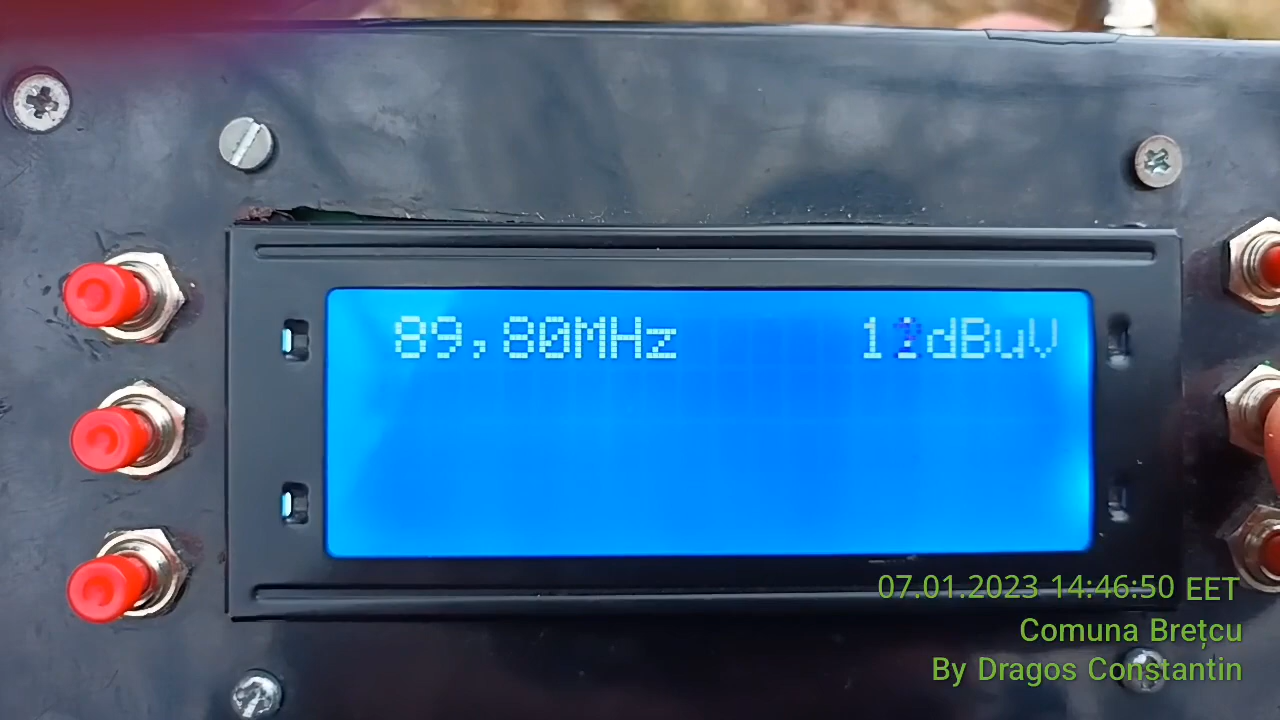 89,80MHz
07.01.2023 14:46:50 EET
Comuna Brețcu
By Dragos Constantin